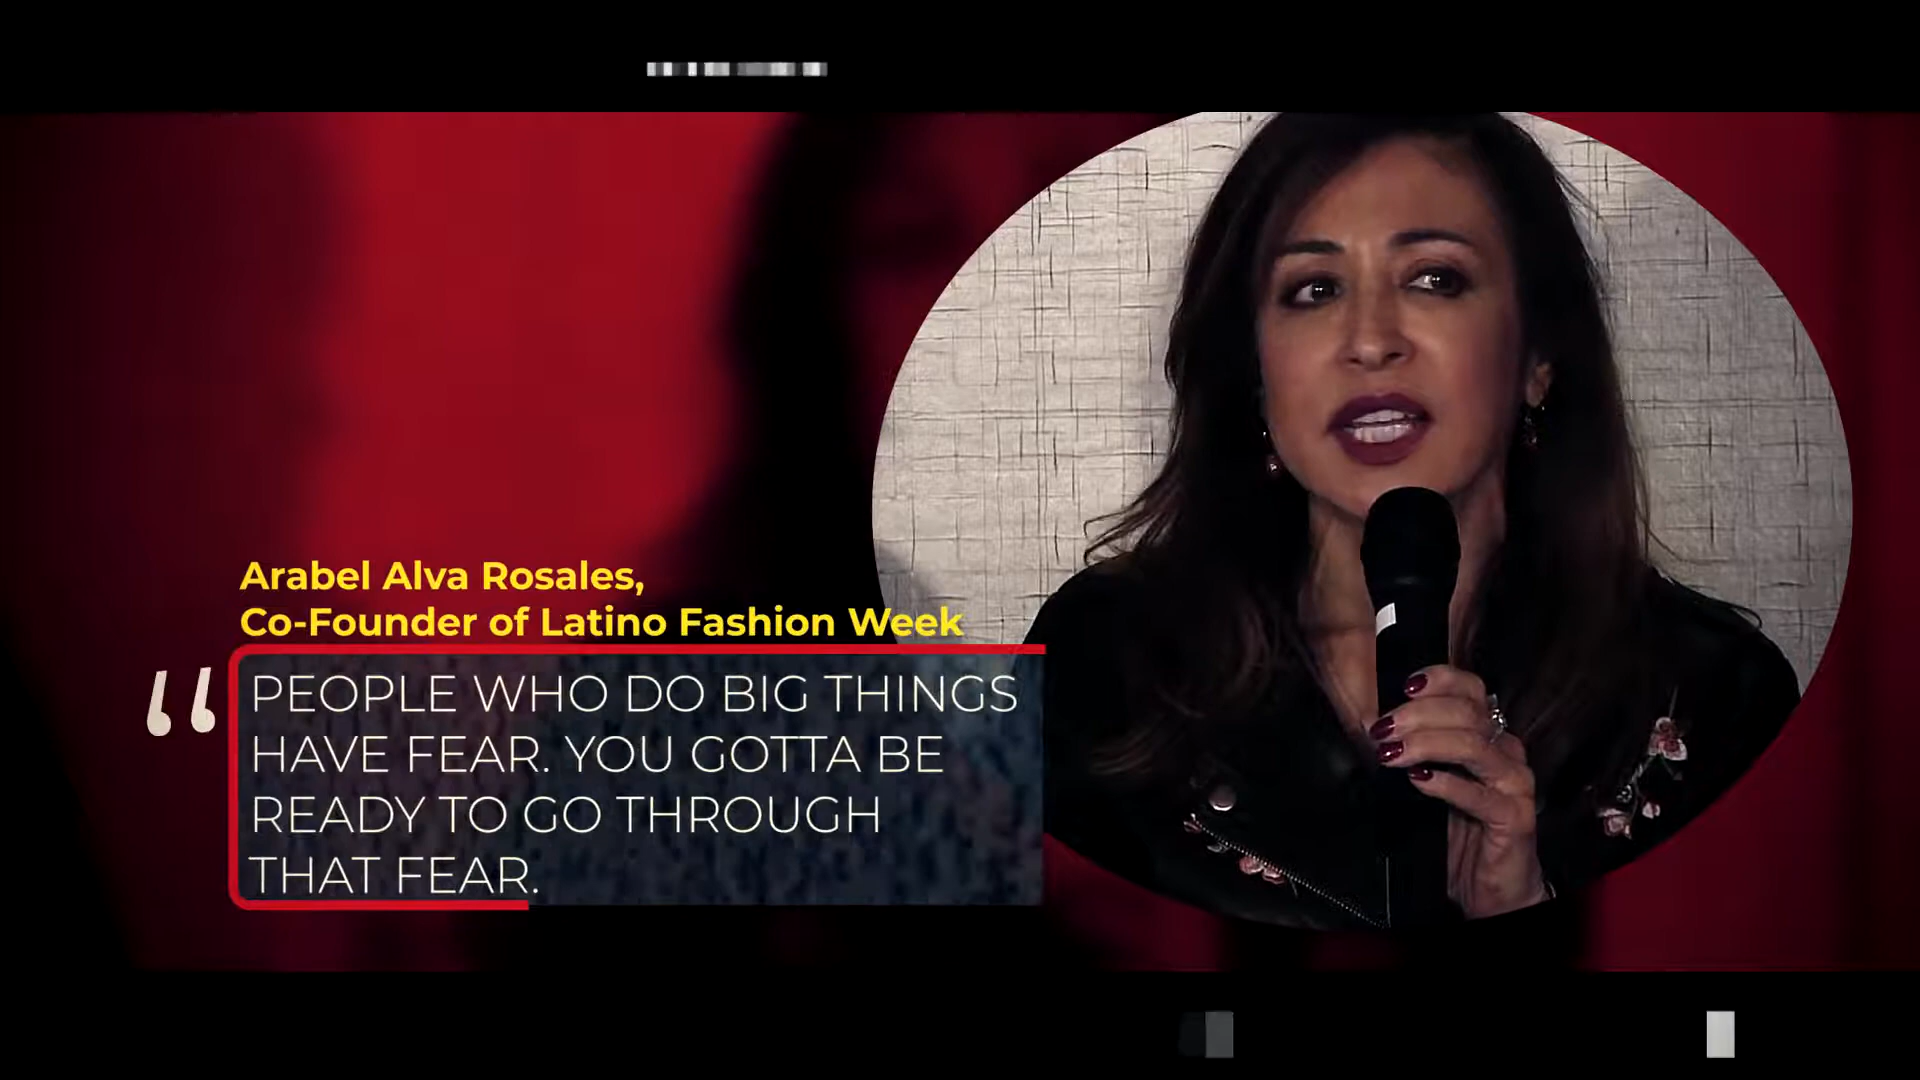 Arabel Alva Rosales,
Co-Founder of Latino Fashion Week
“
PEOPLE WHO DO BIG THINGS
HAVE FEAR. YOU GOTTA BE
READY TO GO THROUGH
THAT FEAR.